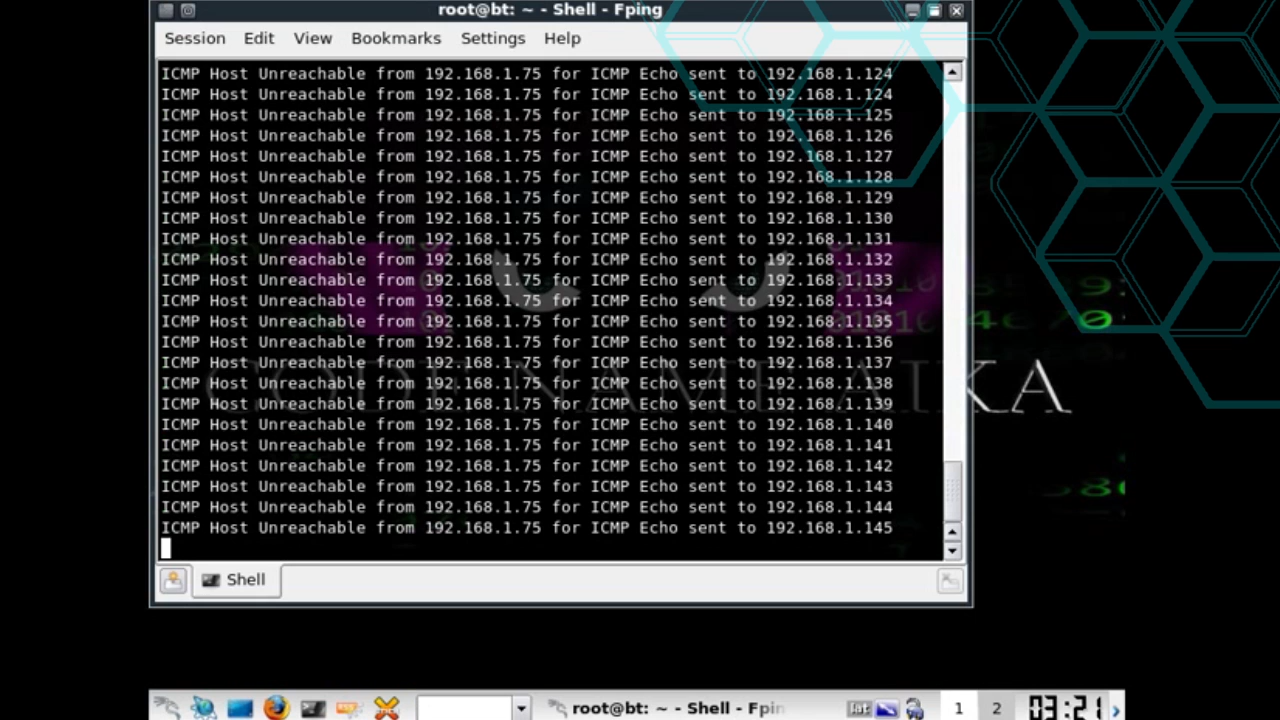 root@bt: ~ - Shell - Fping
Session Edit View Bookmarks Settings Help
ICMP Host Unreachable from 192.168.1.75 for ICMP Echo sent to 192.168.1.124
ICMP Host Unreachable from 192.168.1.75 for ICMP Echo sent to 192.168.1.124
ICMP Host Unreachable from 192.168.1.75 for ICMP Echo sent to 192.168.1.125
ICMP Host Unreachable from 192.168.1.75 for ICMP Echo sent to 192.168.1.126
ICMP Host Unreachable from 192.168.1.75 for ICMP Echo sent to 192.168.1.127
ICMP Host Unreachable from 192.168.1.75 for ICMP Echo sent to 192.168.1.128
ICMP Host Unreachable from 192.168.1.75 for ICMP Echo sent to 192.168.1.129
ICMP Host Unreachable from 192.168.1.75 for ICMP Echo sent to 192.168.1.130
ICMP Host Unreachable from 192.168.1.75 for ICMP Echo sent to 192.168.1.131
ICMP Host Unreachable from 192.168.1.75 for ICMP Echo sent to 192.168.1.132
ICMP Host Unreachable from 192.168.1.75 for ICMP Echo sent to 192.168.1.133
ICMP Host Unreachable from 192.168.1.75 for ICMP Echo sent to 192.168.1.134
ICMP Host Unreachable from 192.168.1.75 for ICMP Echo sent to 192.168.1.135
ICMP Host Unreachable from 192.168.1.75 for ICMP Echo sent to 192.168.1.136
ICMP Host Unreachable from 192.168.1.75 for ICMP Echo sent to 192.168.1.137
ICMP Host Unreachable from 192.168.1.75 for ICMP Echo sent to 192.168.1.138
ICMP Host Unreachable from 192.168.1.75 for ICMP Echo sent to 192.168.1.139
ICMP Host Unreachable from 192.168.1.75 for ICMP Echo sent to 192.168.1.140
ICMP Host Unreachable from 192.168.1.75 for ICMP Echo sent to 192.168.1.141
ICMP Host Unreachable from 192.168.1.75 for ICMP Echo sent to 192.168.1.142
ICMP Host Unreachable from 192.168.1.75 for ICMP Echo sent to 192.168.1.143
ICMP Host Unreachable from 192.168.1.75 for ICMP Echo sent to 192.168.1.144
ICMP Host Unreachable from 192.168.1.75 for ICMP Echo sent to 192.168.1.145
CODE NAME AIKA
Shell
root@bt: ~ - Shell - Fpin
1 2 03:21